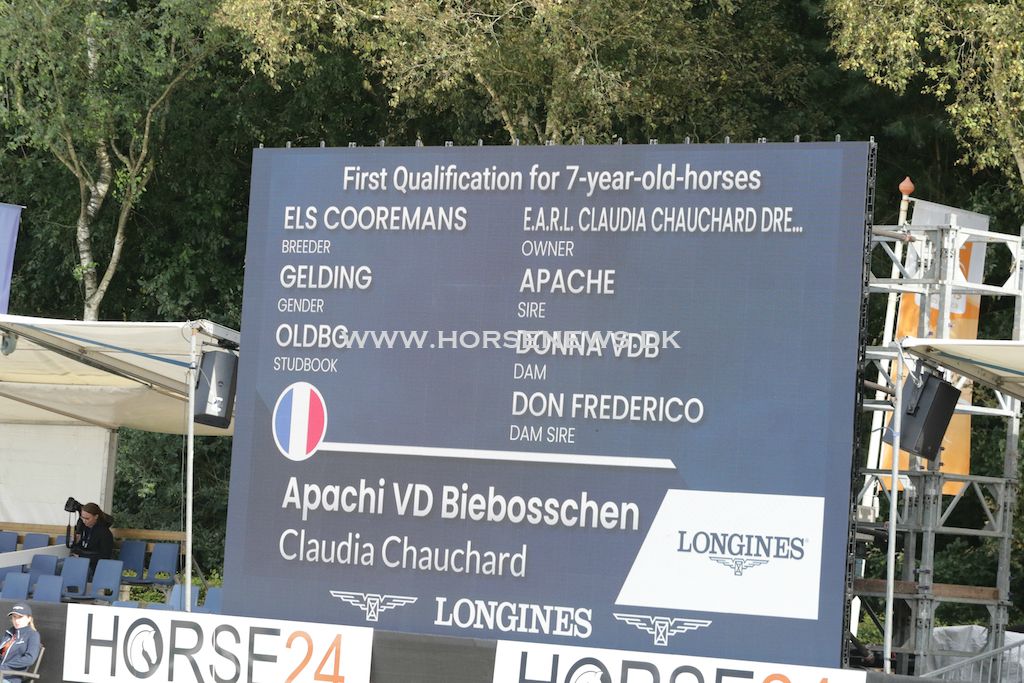 First Qualification for 7-year-old-horses
ELS COOREMANS
BREEDER
GELDING
GENDER
OLDBG
STUDBOOK
E.A.R.L. CLAUDIA CHAUCHARD DRE...
OWNER
APACHE
SIRE
DONNA VDB
DAM
DON FREDERICO
DAM SIRE
WWW.HORSENEWS.DK
Apachi VD Biebosschen
Claudia Chauchard
LONGINES
LONGINES
HORSE24
HORSE24